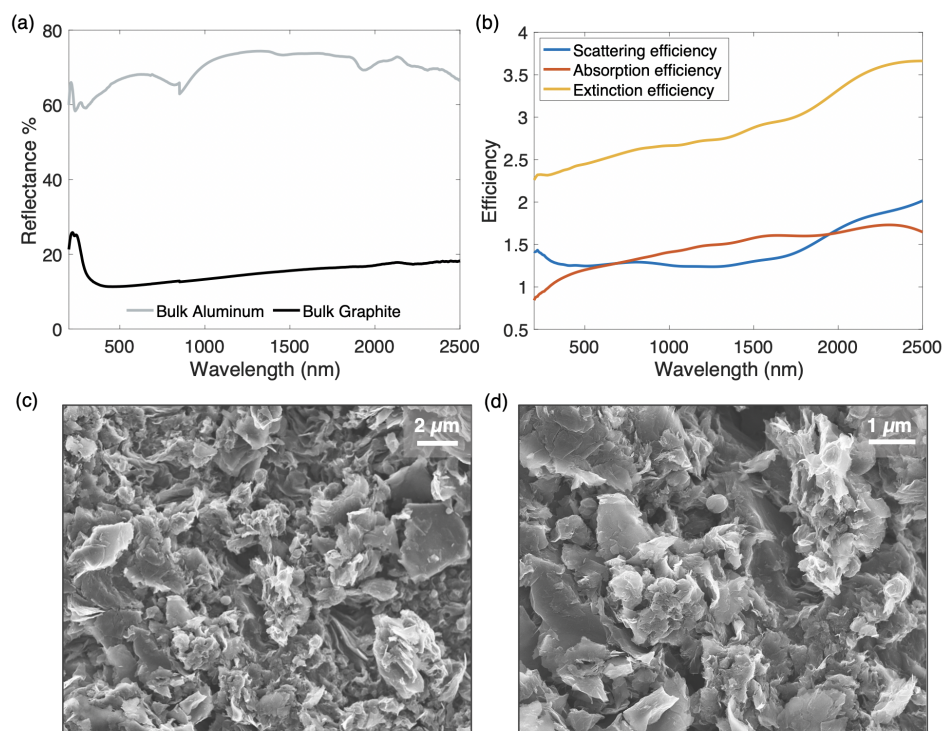 (a)
80
60
40
20
0
Reflectance %
Bulk Aluminum
Bulk Graphite
500
1000
1500
2000
2500
Wavelength (nm)
(b)
4
3.5
3
2.5
2
1.5
1
0.5
Efficiency
Scattering efficiency
Absorption efficiency
Extinction efficiency
500
1000
1500
2000
2500
Wavelength (nm)
(c)
2 µm
(d)
1 µm